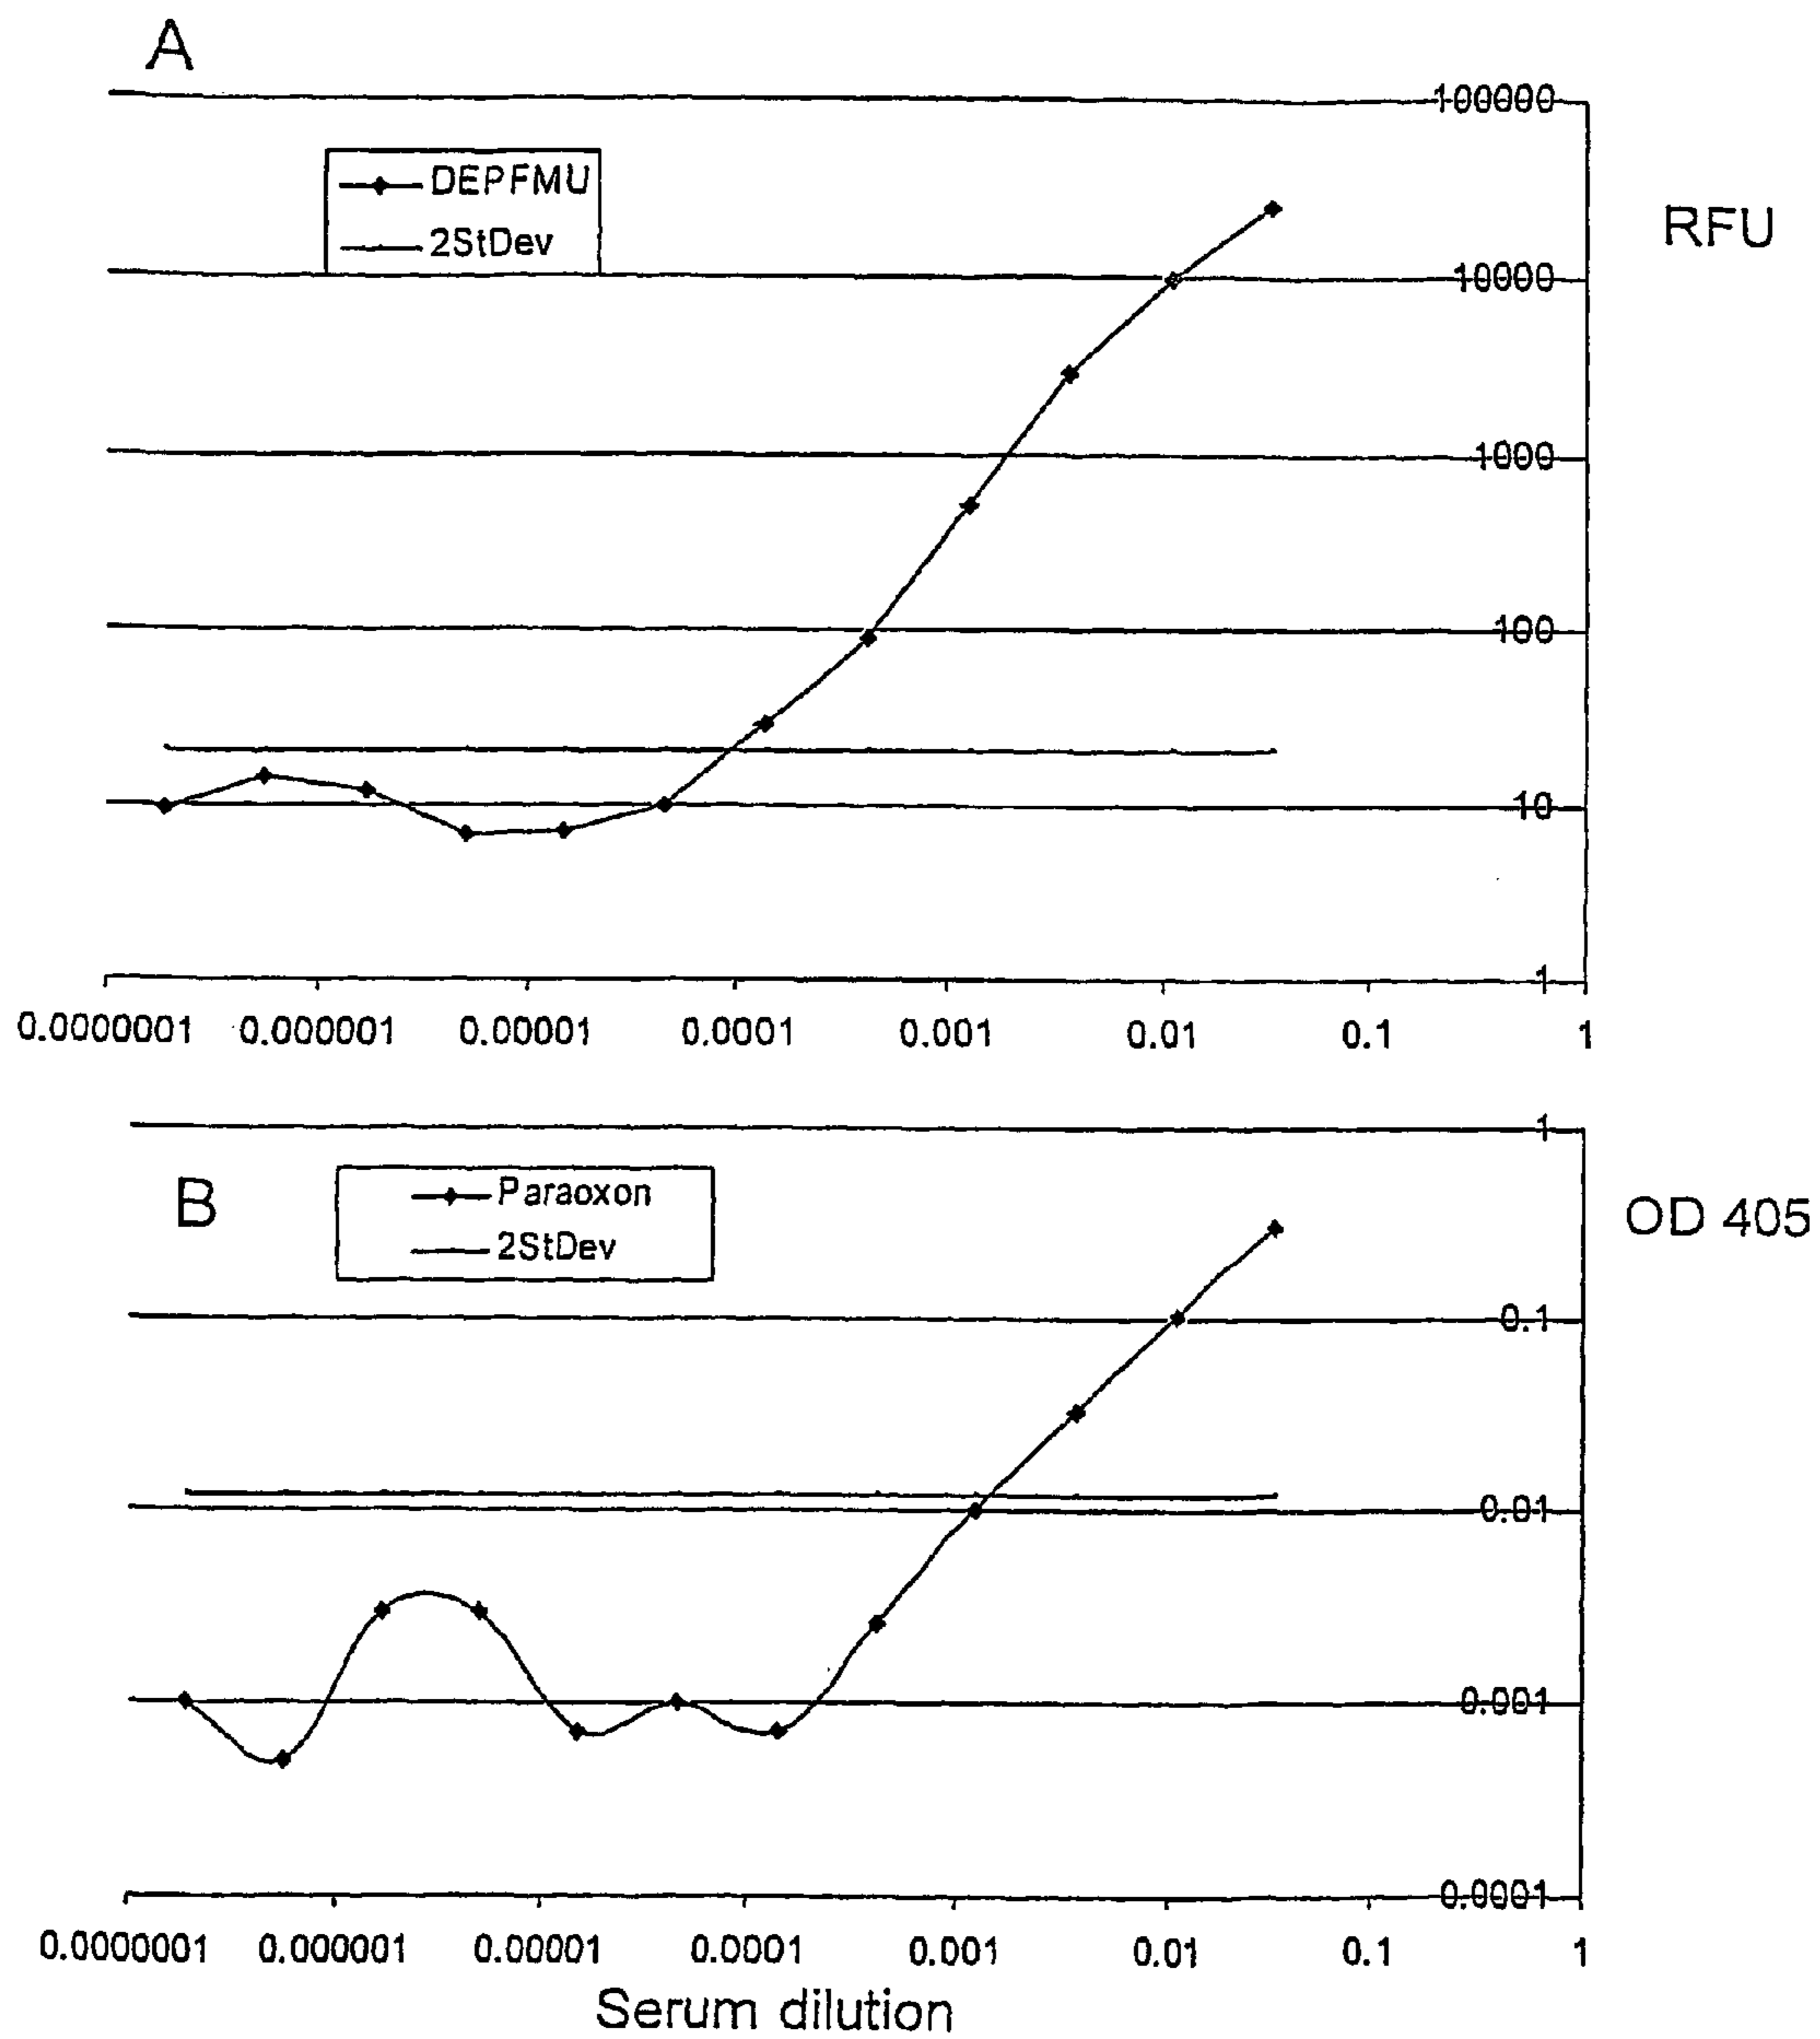 A
100000
DEPFMU
2StDev
RFU
10000
1000
100
10
1
0.0000001 0.000001 0.00001 0.0001 0.001 0.01 0.1 1
1
B
Paraoxon
2StDev
OD 405
0.1
0.01
0.001
0.0001
0.0000001 0.000001 0.00001 0.0001 0.001 0.01 0.1 1
Serum dilution